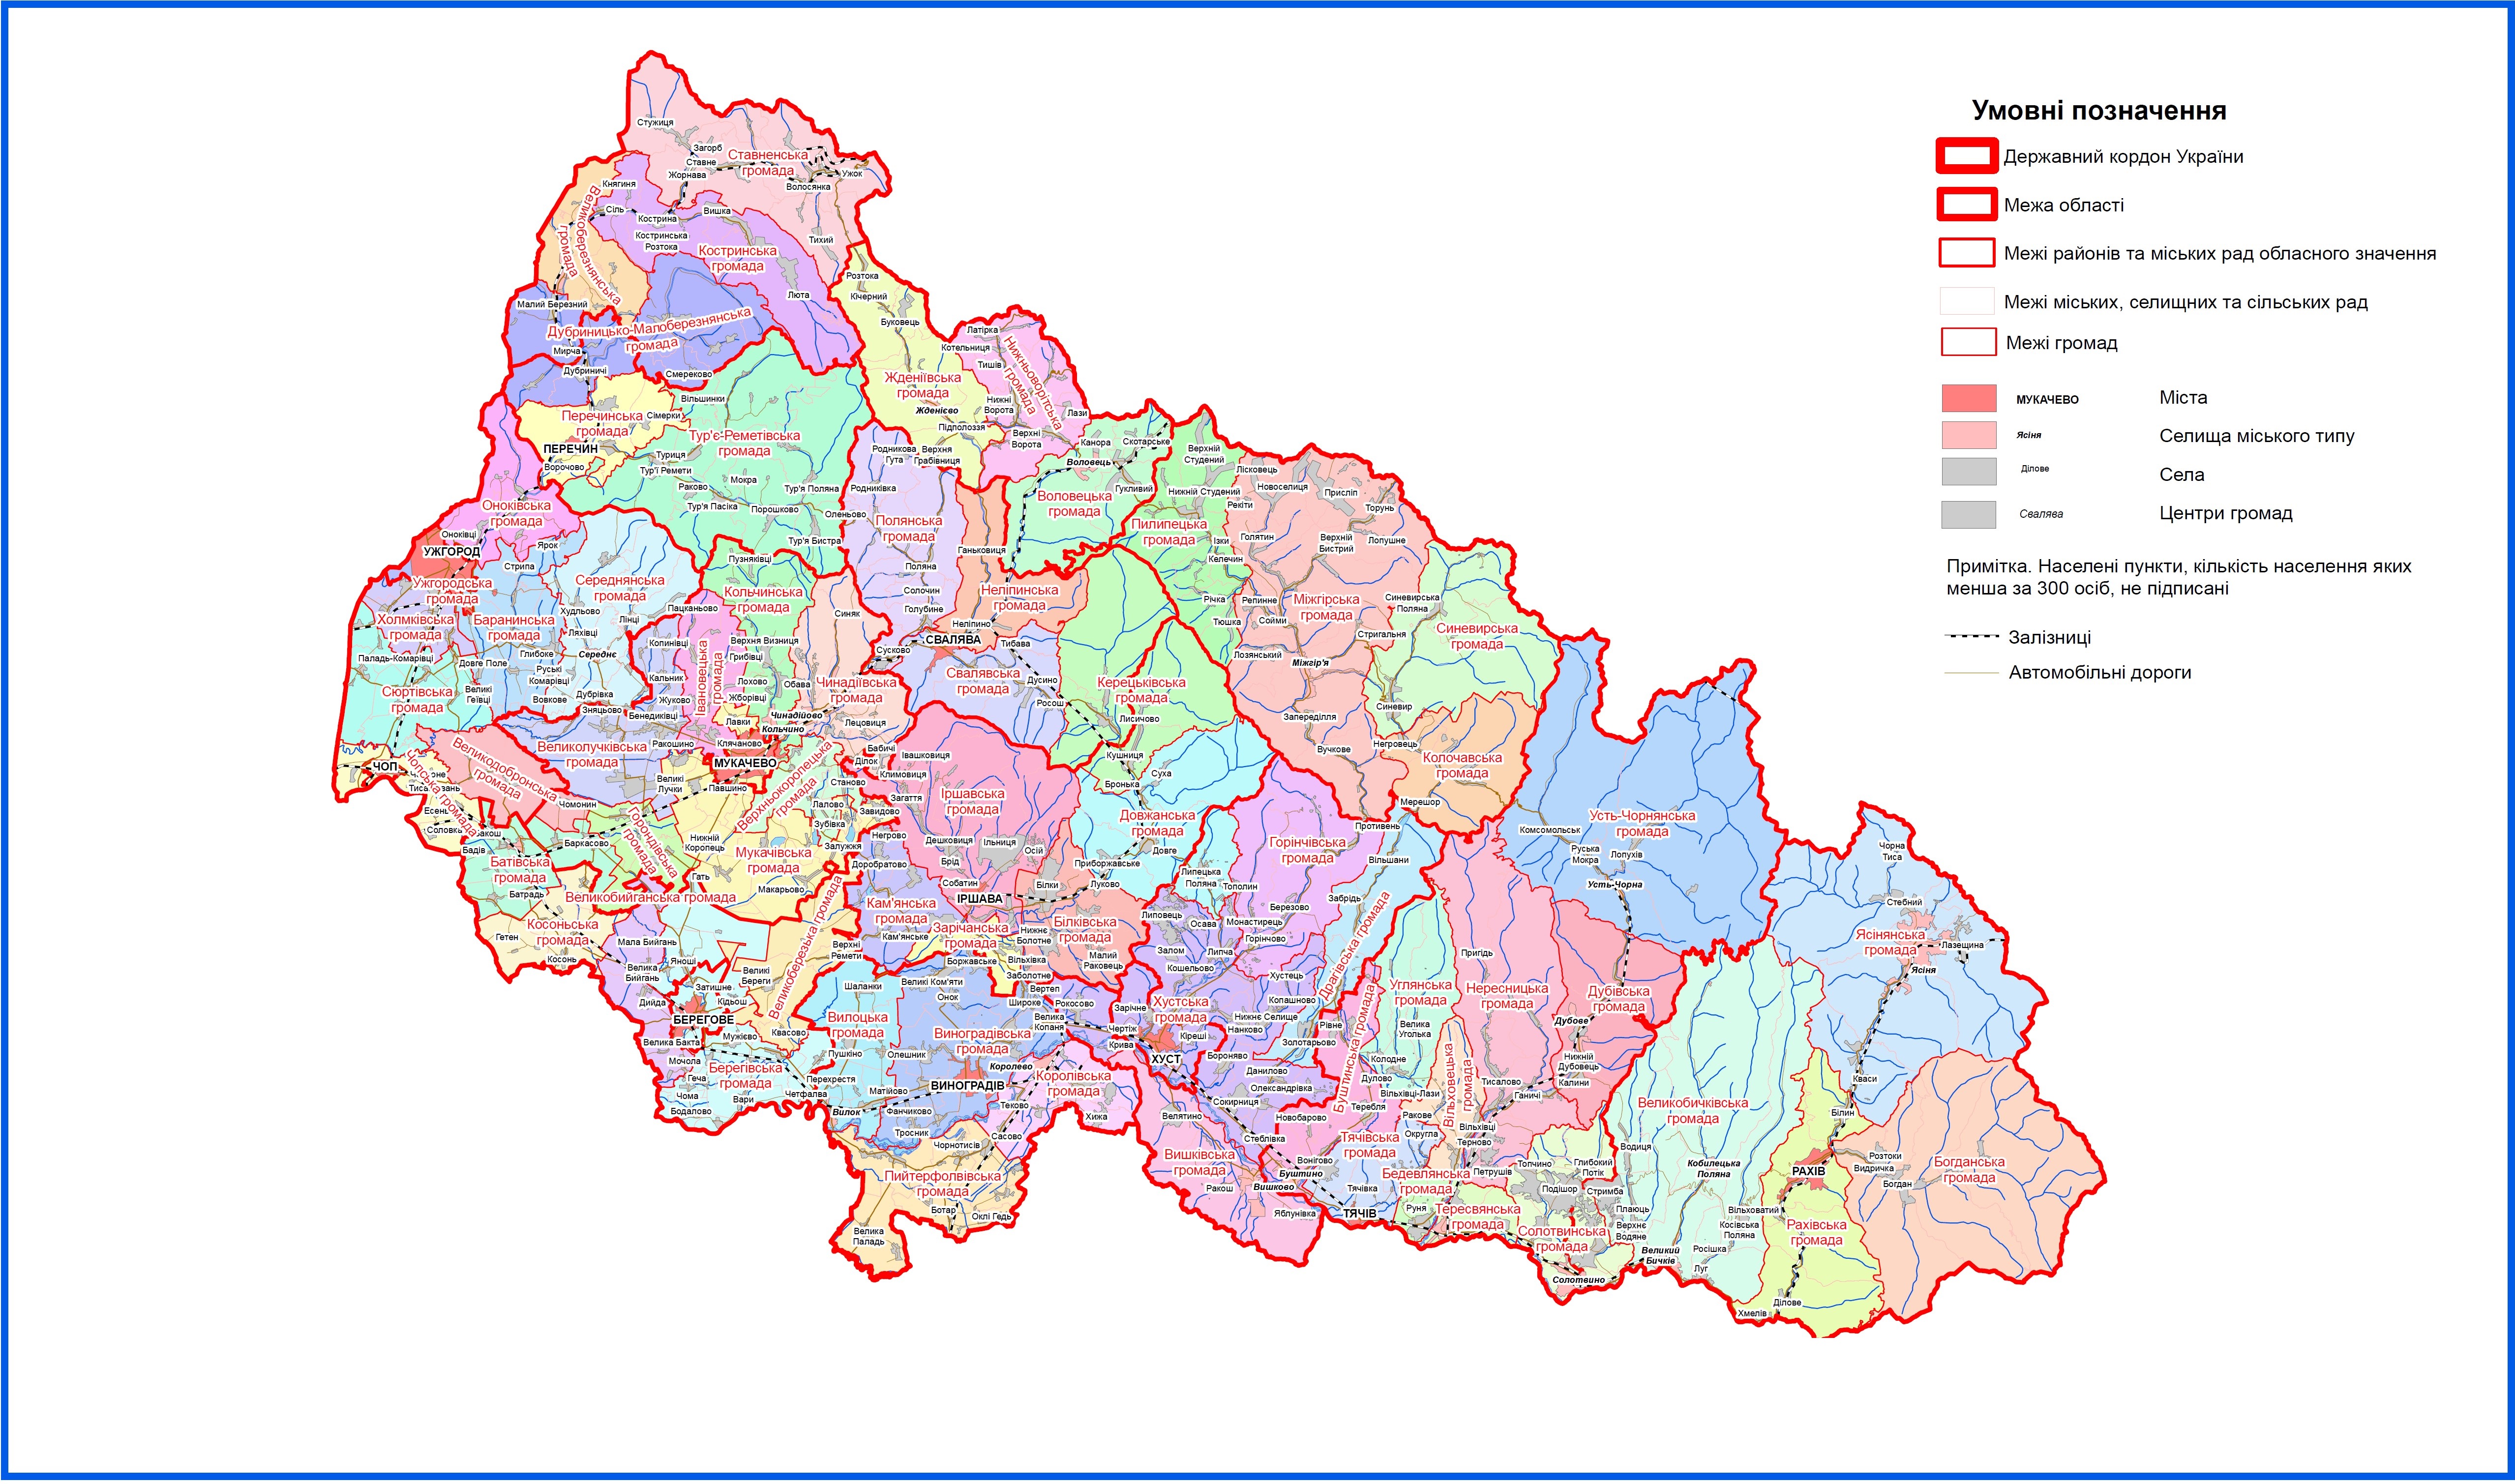 Умовні позначення
Державний кордон України
Межа області
Межі районів та міських рад обласного значення
Межі міських, селищних та сільських рад
Межі громад
МУКАЧЕВО
Міста
Ясіня
Селища міського типу
Ділове
Села
Свалява
Центри громад
Примітка. Населені пункти, кількість населення яких
менша за 300 осіб, не підписані
Залізниці
Автомобільні дороги
Стужиця
Загорб
Ставне
Жорнава
Ставненська
громада
Волосянка
Ужок
Княгиня
Великоберезнянська
громада
Сіль
Кострина
Вишка
Костринська
Розтока
Костринська
громада
Тихий
Люта
Малий Березний
Дубриницько-Малоберезнянська
громада
Мирча
Дубриничі
Смереково
Розтока
Кічерний
Буковець
Жденіївська
громада
Жденієво
Підполоззя
Латірка
Котельниця
Тишів
Нижньоворітська
громада
Нижні
Ворота
Лази
Верхні
Ворота
Перечинська
громада
Сімерки
Вільшинки
ПЕРЕЧИН
Ворочово
Тур'є-Реметівська
громада
Туриця
Тур'ї Ремети
Мокра
Раково
Тур'я Поляна
Тур'я Пасіка
Порошково
Тур'я Бистра
Оленьово
Родникова
Гута
Верхня
Грабівниця
Родниківка
Полянська
громада
Ганьковиця
Поляна
Солочин
Голубине
Канора
Скотарське
Воловець
Воловецька
громада
Гукливий
Верхній
Студений
Нижній Студений
Пилипецька
громада
Ізки
Келечин
Річка
Тюшка
Лісковець
Новоселиця
Рекіти
Присліп
Торунь
Голятин
Верхній
Бистрий
Лопушне
Репинне
Сойми
Міжгірська
громада
Лозянський
Міжгір'я
Стригальня
Синевирська
Поляна
Синевирська
громада
Синевир
Запереділля
Вучкове
Негровець
Колочавська
громада
Мерешор
Оноківська
громада
Оноківці
УЖГОРОД
Ужгородська
громада
Ярок
Стрипа
Середнянська
громада
Худльово
Ляхівці
Лінці
Середнє
Холмківська
громада
Баранинська
громада
Паладь-Комарівці
Довге Поле
Глибоке
Руські
Комарівці
Сюртівська
громада
Великі
Геївці
Вовкове
Дубрівка
Пузняківці
Кольчинська
громада
Пацканьово
Копинівці
Верхня Визниця
Грибівці
Івановецька
громада
Кальник
Лохово
Обава
Жуково
Жборівці
Синяк
Чинадіївська
громада
Чинадійово
Кольчино
Лецовиця
Неліпинська
громада
Неліпино
СВАЛЯВА
Сусково
Тибава
Свалявська
громада
Дусино
Росош
Керецьківська
громада
Лисичово
Кушниця
Бронька
Суха
Довжанська
громада
Довге
Приборжавське
Зняцьово
Бенедиківці
Лавки
Клячаново
Ракошино
Великолучківська
громада
МУКАЧЕВО
Великі
Лучки
Павшино
Верхньокоропецька
громада
Великодобронська
громада
Чомонин
ЧОП
Чопська громада
Есень
Соловка
Бадів
Батівська
громада
Баркасово
Батрадь
Горондівська
громада
Нижній
Коропець
Мукачівська
громада
Гать
Макарьово
Великобийганська громада
Лалово
Зубівка
Залужжя
Станово
Завидово
Бабичі
Ділок
Климовиця
Івашковиця
Загаття
Іршавська
громада
Негрово
Дешковиця
Ільниця
Осій
Брід
Доробратово
Собатин
ІРШАВА
Білки
Луково
Кам'янська
громада
Кам'янське
Зарічанська
громада
Нижнє
Болотне
Білківська
громада
Малий
Раковець
Боржавське
Вільхівка
Заболотне
Косоньська
громада
Гетен
Косонь
Мала Бийгань
Велика
Бийгань
Яноші
Великі
Береги
Великоберезька громада
Верхні
Ремети
Затишне
Дийда
Кідьош
БЕРЕГОВЕ
Мужієво
Квасово
Велика Бакта
Мочола
Берегівська
громада
Геча
Чома
Вари
Бодалово
Четфалва
Шаланки
Вилоцька
громада
Пушкіно
Перехрестя
Вилок
Великі Ком'яти
Онок
Виноградівська
громада
Олешник
Королево
ВИНОГРАДІВ
Матійово
Фанчиково
Тросник
Чорнотисів
Вертеп
Широке
Рокосово
Велика
Копаня
Королівська
громада
Теково
Хижа
Сасово
Пийтерфолвівська
громада
Ботар
Оклі Гедь
Велика
Паладь
Горінчівська
громада
Противень
Вільшани
Липецька
Поляна
Тополин
Забрідь
Березово
Липовець
Осава
Монастирець
Горінчово
Залом
Липча
Кошельово
Хустець
Драгівська громада
Копашново
Зарічне
Хустська
громада
Нижнє Селище
Нанково
Чертіж
Крива
Кіреші
ХУСТ
Бороняво
Золотарьово
Данилово
Олександрівка
Сокирниця
Велятино
Стеблівка
Вишківська
громада
Ракош
Вишково
Яблунівка
Рівне
Буштинська громада
Новобарово
Вонігово
Буштино
Углянська
громада
Велика
Уголька
Колодне
Дулово
Вільхівці-Лази
Теребля
Ракове
Округла
Тячівська
громада
Тячівка
ТЯЧІВ
Пригідь
Нересницька
громада
Вільховецька
громада
Тисалово
Ганичі
Вільхівці
Терново
Бедевлянська
громада
Петрушів
Руня
Тересвянська
громада
Дубівська
громада
Дубове
Нижній
Дубовець
Калини
Топчино
Глибокий
Потік
Подішор
Стримба
Солотвинська
громада
Солотвино
Плаюць
Верхнє
Водяне
Комсомольськ
Руська
Мокра
Лопухів
Усть-Чорнянська
громада
Усть-Чорна
Великобичківська
громада
Водиця
Кобилецька
Поляна
Великий
Бичків
Росішка
Луг
Косівська
Поляна
Вільховатий
Чорна
Тиса
Стебний
Ясінянська
громада
Лазещина
Ясіня
Кваси
Білин
РАХІВ
Розтоки
Видричка
Богдан
Богданська
громада
Рахівська
громада
Ділове
Хмелів